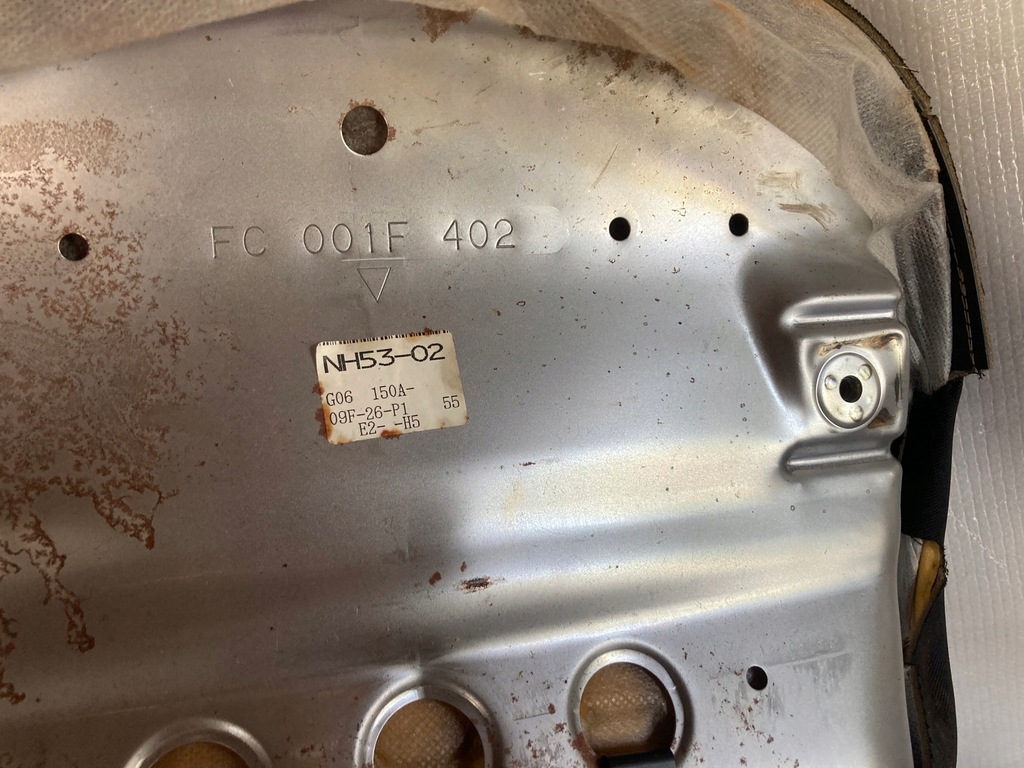 FC 001F 402
NH53-02
G06 150A-
09F-26-P1 55
E2- -H5